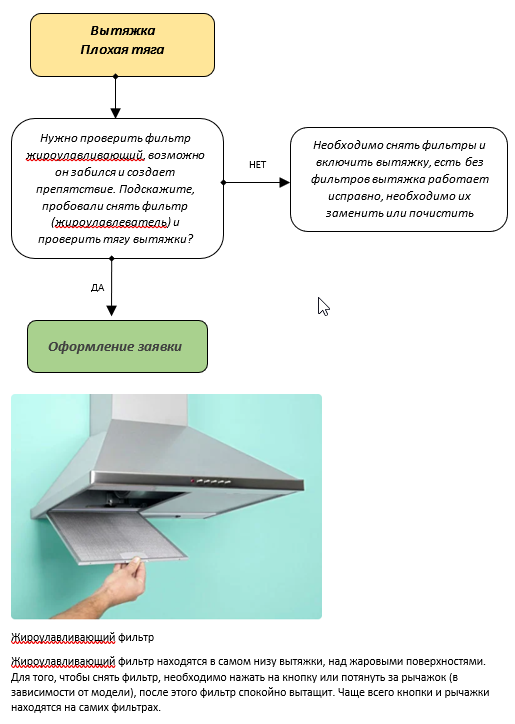 Вытяжка
Плохая тяга
Нужно проверить фильтр
жироулавливающий, возможно
он забился и создает
препятствие. Подскажите,
пробовали снять фильтр
(жироулавлеватель) и
проверить тягу вытяжки?
НЕТ
Необходимо снять фильтры и
включить вытяжку, есть без
фильтров вытяжка работает
исправно, необходимо их
заменить или почистить
ДА
Оформление заявки
Жироулавливающий фильтр
Жироулавливающий фильтр находятся в самом низу вытяжки, над жаровыми поверхностями.
Для того, чтобы снять фильтр, необходимо нажать на кнопку или потянуть за рычажок (в
зависимости от модели), после этого фильтр спокойно вытащит. Чаще всего кнопки и рычажки
находятся на самих фильтрах.